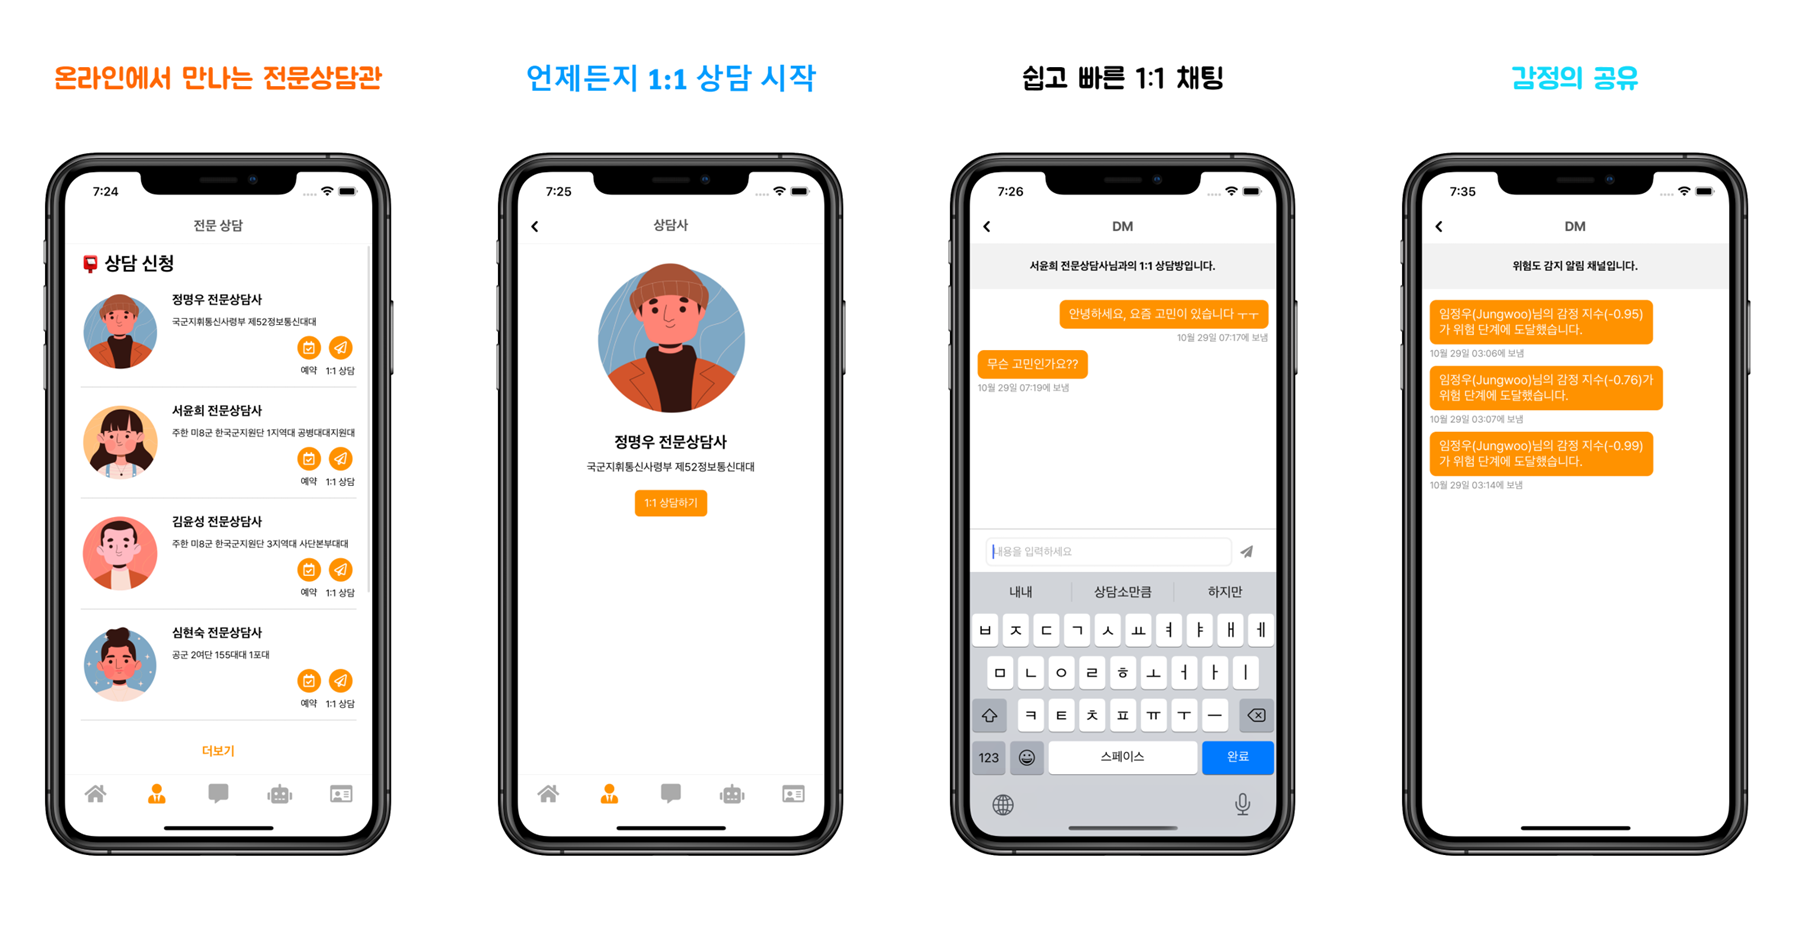 온라인에서 만나는 전문상담관
7:24
전문 상담
상담 신청
정명우 전문상담사
국군지휘통신사령부 제52정보통신대대
예약 1:1 상담
서윤희 전문상담사
주한 미8군 한국군지원단 1지역대 공병대대지원대
예약 1:1 상담
김윤성 전문상담사
주한 미8군 한국군지원단 3지역대 사단본부대대
예약 1:1 상담
심현숙 전문상담사
공군 2여단 155대대 1포대
예약 1:1 상담
더보기
언제든지 1:1 상담 시작
7:25
상담사
정명우 전문상담사
국군지휘통신사령부 제52정보통신대대
1:1 상담하기
쉽고 빠른 1:1 채팅
7:26
DM
서윤희 전문상담사님과의 1:1 상담방입니다.
안녕하세요, 요즘 고민이 있습니다 ㅜㅜ
10월 29일 07:17에 보냄
무슨 고민인가요??
10월 29일 07:19에 보냄
내용을 입력하세요
내내 상담소만큼 하지만
ㅂ ㅈ ㄷ ㄱ ㅅ ㅛ ㅕ ㅑ ㅐ ㅔ
ㅁ ㄴ ㅇ ㄹ ㅎ ㅗ ㅓ ㅏ ㅣ
ㅋ ㅌ ㅊ ㅍ ㅠ ㅜ ㅡ
123 스페이스 완료
감정의 공유
7:35
DM
위험도 감지 알림 채널입니다.
임정우(Jungwoo)님의 감정 지수(-0.95)
가 위험 단계에 도달했습니다.
10월 29일 03:06에 보냄
임정우(Jungwoo)님의 감정 지수(-0.76)가
위험 단계에 도달했습니다.
10월 29일 03:07에 보냄
임정우(Jungwoo)님의 감정 지수(-0.99)
가 위험 단계에 도달했습니다.
10월 29일 03:14에 보냄